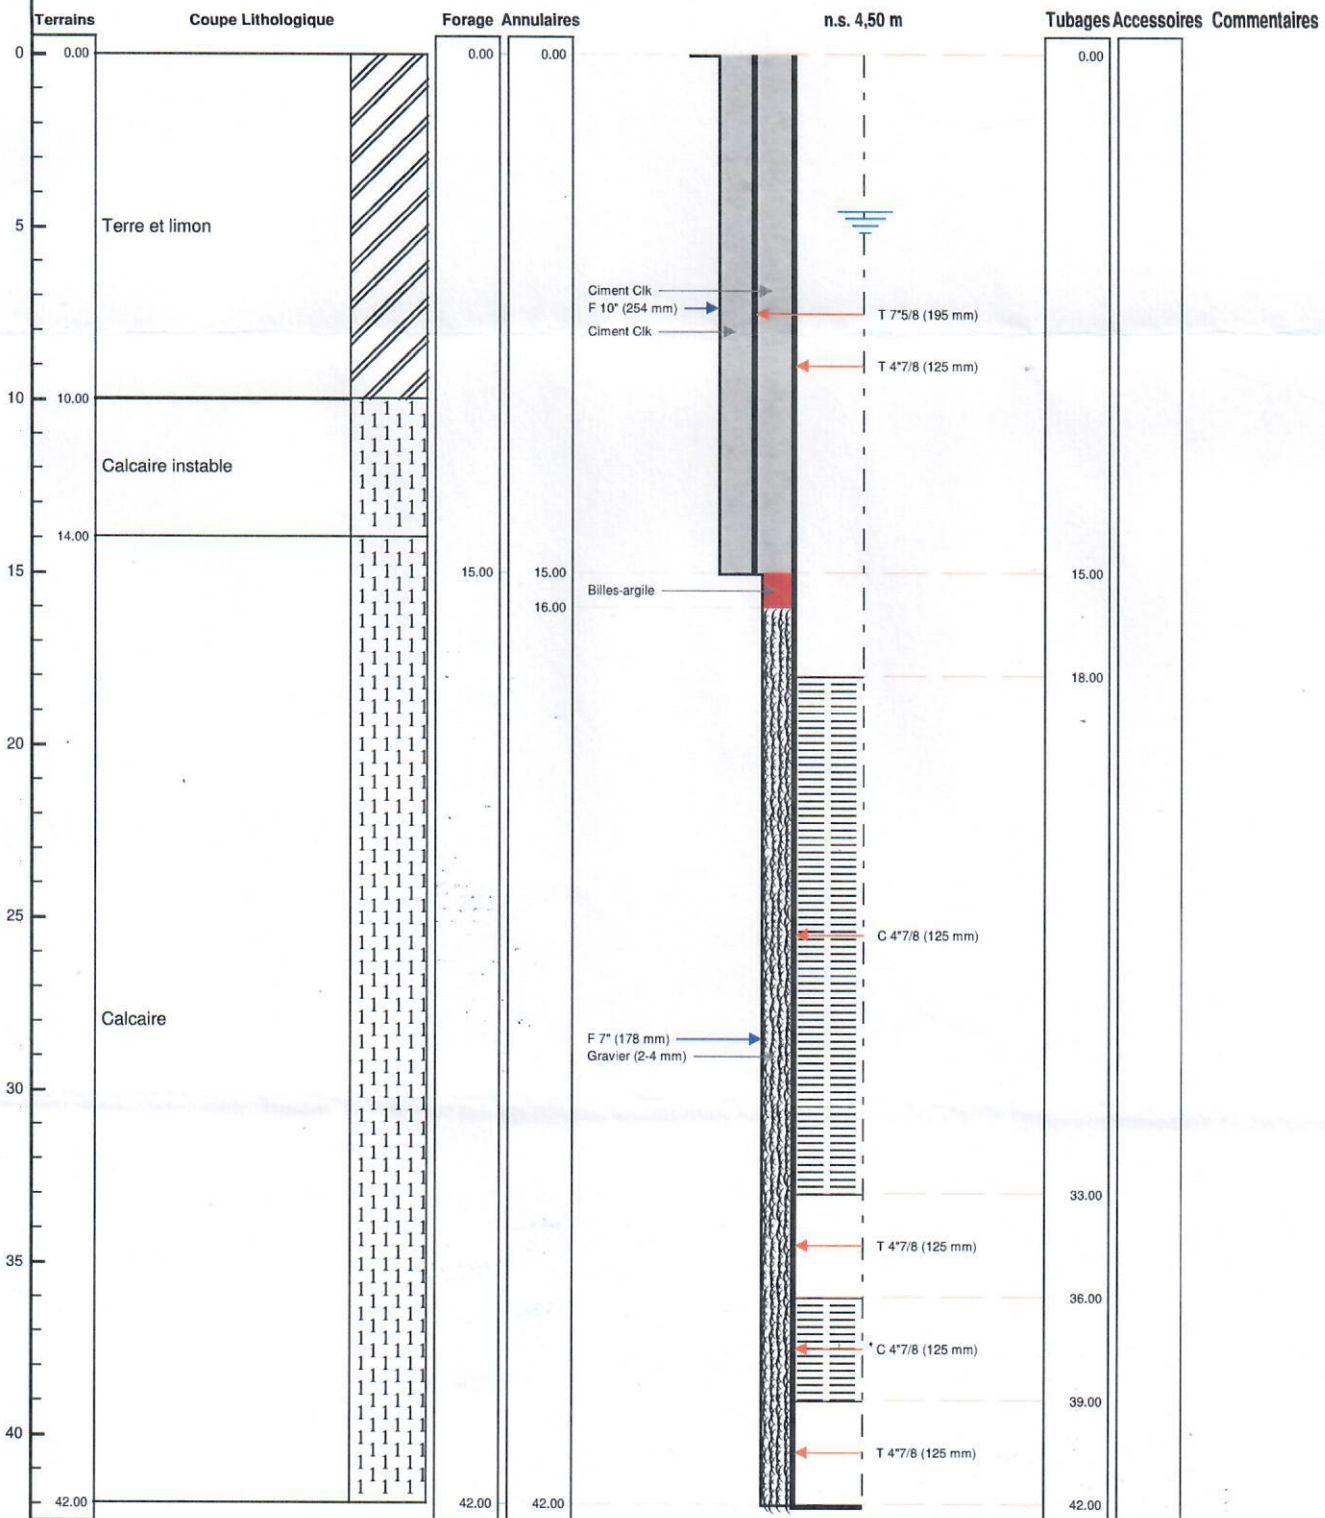 Terrains Coupe Lithologique Forage Annulaires n.s. 4,50 m Tubages Accessoires Commentaires
0 0.00 0.00 0.00 0.00
5 Terre et limon
Ciment Clk
F 10" (254 mm) T 7"5/8 (195 mm)
Ciment Clk
T 4"7/8 (125 mm)
10 10.00
Calcaire instable
14.00
15 15.00 15.00 15.00
Billes-argile
16.00
18.00
20
25
C 4"7/8 (125 mm)
Calcaire
F 7" (178 mm)
Gravier (2-4 mm)
30
33.00
35 T 4"7/8 (125 mm)
36.00
C 4"7/8 (125 mm)
39.00
40
T 4"7/8 (125 mm)
42.00 42.00 42.00 42.00